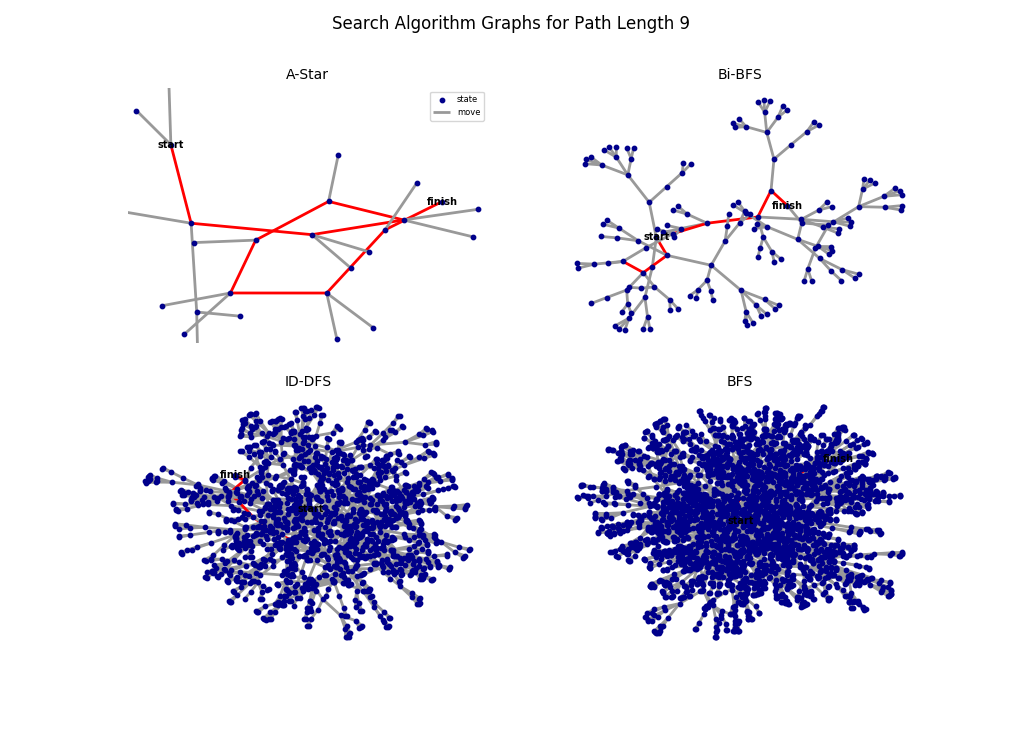 Search Algorithm Graphs for Path Length 9
A-Star
Bi-BFS
state
move
start
finish
finish
start
ID-DFS
BFS
finish
finish
start
start